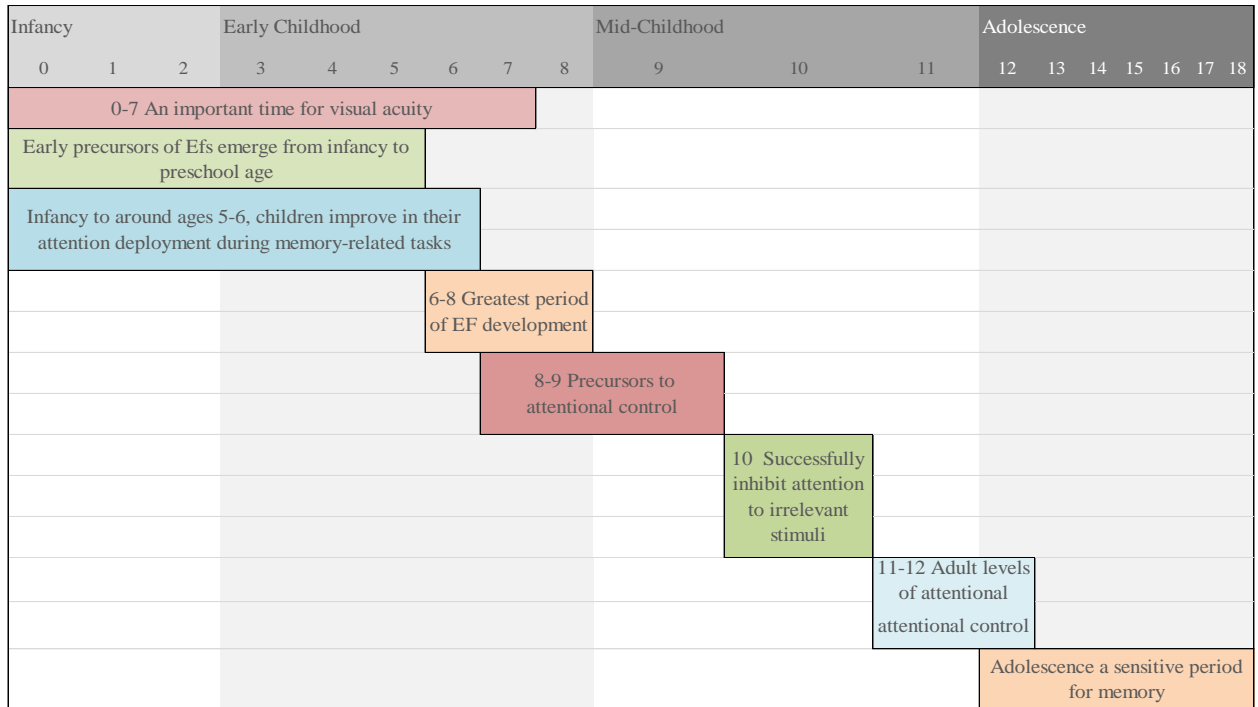 Infancy Early Childhood Mid-Childhood Adolescence
0 1 2 3 4 5 6 7 8 9 10 11 12 13 14 15 16 17 18
0-7 An important time for visual acuity
Early precursors of Efs emerge from infancy to
preschool age
Infancy to around ages 5-6, children improve in their
attention deployment during memory-related tasks
6-8 Greatest period
of EF development
8-9 Precursors to
attentional control
10 Successfully
inhibit attention
to irrelevant
stimuli
11-12 Adult levels
of attentional
attentional control
Adolescence a sensitive period
for memory